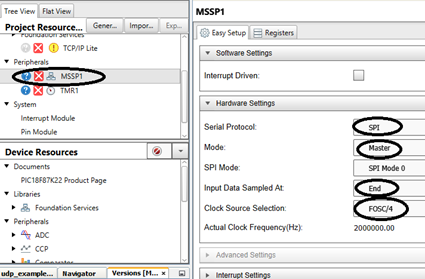 Tree View Flat View
Project Resource... Gener... Impor... Exp...
Foundation Services
TCP/IP Lite
Peripherals
MSSP1
TMR1
System
Interrupt Module
Pin Module
Device Resources
Documents
PIC18F87K22 Product Page
Libraries
Foundation Services
Peripherals
ADC
CCP
Comparators
udp_example... Navigator Versions [M... ×
MSSP1
Easy Setup Registers
Software Settings
Interrupt Driven:
Hardware Settings
Serial Protocol: SPI
Mode: Master
SPI Mode: SPI Mode 0
Input Data Sampled At: End
Clock Source Selection: FOSC/4
Actual Clock Frequency(Hz): 2000000.00
Advanced Settings
Interrupt Settings